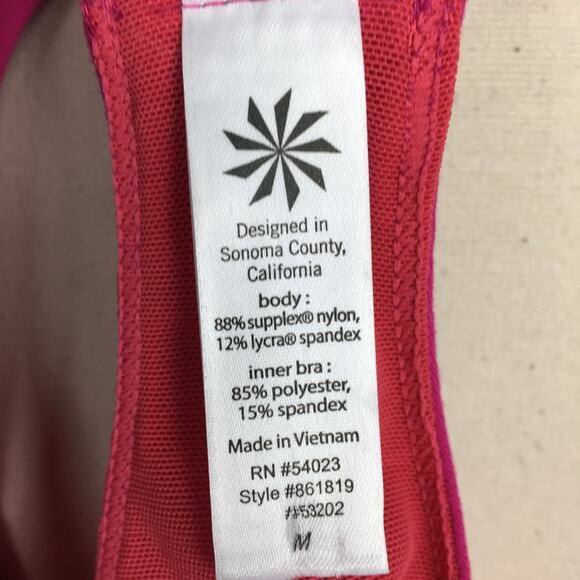 Designed in
Sonoma County,
California
body :
88% supplex® nylon,
12% lycra® spandex
inner bra :
85% polyester,
15% spandex
Made in Vietnam
RN #54023
Style #861819
#53202
M